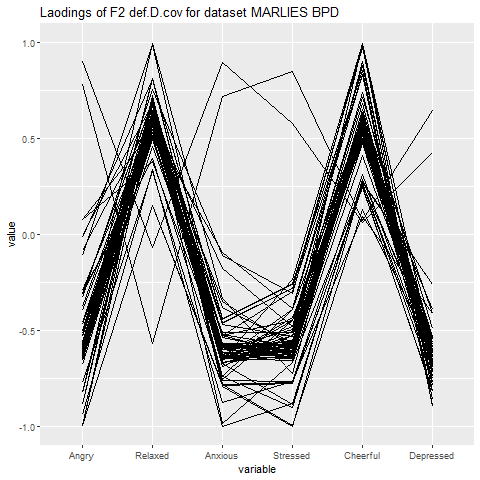 Laodings of F2 def.D.cov for dataset MARLIES BPD
1.0
0.5
0.0
-0.5
-1.0
value
Angry Relaxed Anxious Stressed Cheerful Depressed
variable